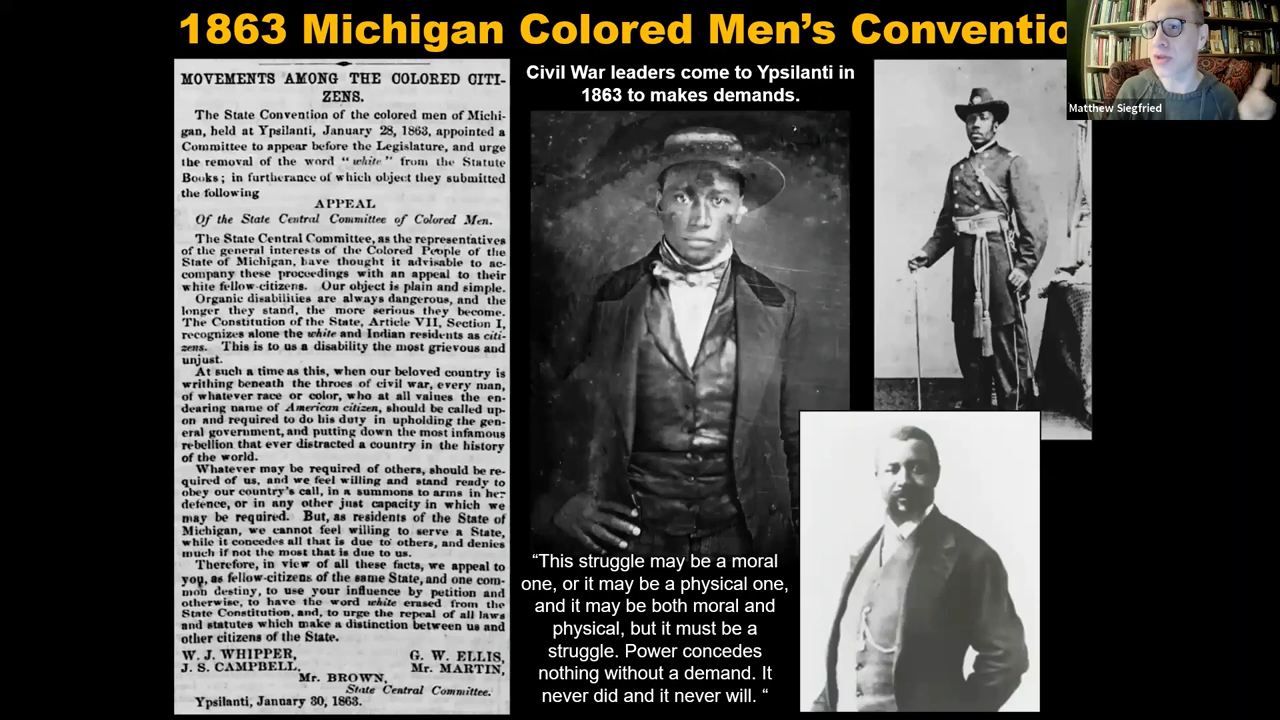 1863 Michigan Colored Men's Conventio
MOVEMENTS AMONG THE COLORED CITI-
ZENS.
The State Convention of the colored men of Michi-
gan, held at Ypsilanti, January 28, 1863, appointed a
Committee to appear before the Legislature, and urge
the removal of the word "white" from the Statute
Books; in furtherance of which object they submitted
the following
APPEAL
Of the State Central Committee of Colored Men.
The State Central Committee, as the representatives
of the general interests of the Colored People of the
State of Michigan, have thought it advisable to ac-
company these proceedings with an appeal to their
white fellow-citizens. Our object is plain and simple.
Organic disabilities are always dangerous, and the
longer they stand, the more serious they become.
The Constitution of the State, Article VII, Section I,
recognizes alone the white and Indian residents as citi-
zens. This is to us a disability the most grievous and
unjust.
At such a time as this, when our beloved country is
writhing beneath the throes of civil war, every man,
of whatever race or color, who at all values the en-
dearing name of American citizen, should be called up-
on and required to do his duty in upholding the gen-
eral government, and putting down the most infamous
rebellion that ever distracted a country in the history
of the world.
Whatever may be required of others, should be re-
quired of us, and we feel willing and stand ready to
obey our country's call, in a summons to arms in her
defence, or in any other just capacity in which we
may be required. But, as residents of the State of
Michigan, we cannot feel willing to serve a State,
while it concedes all that is due to others, and denies
much if not the most that is due to us.
Therefore, in view of all these facts, we appeal to
you, as fellow-citizens of the same State, and one com-
mon destiny, to use your influence by petition and
otherwise, to have the word white erased from the
State Constitution, and, to urge the repeal of all laws
and statutes which make a distinction between us and
other citizens of the State.
W. J. WHIPPER, G. W. ELLIS,
J. S. CAMPBELL, Mr. MARTIN,
Mr. BROWN,
State Central Committee.
Ypsilanti, January 30, 1863.
Civil War leaders come to Ypsilanti in
1863 to makes demands.
"This struggle may be a moral
one, or it may be a physical one,
and it may be both moral and
physical, but it must be a
struggle. Power concedes
nothing without a demand. It
never did and it never will. "
Matthew Siegfried